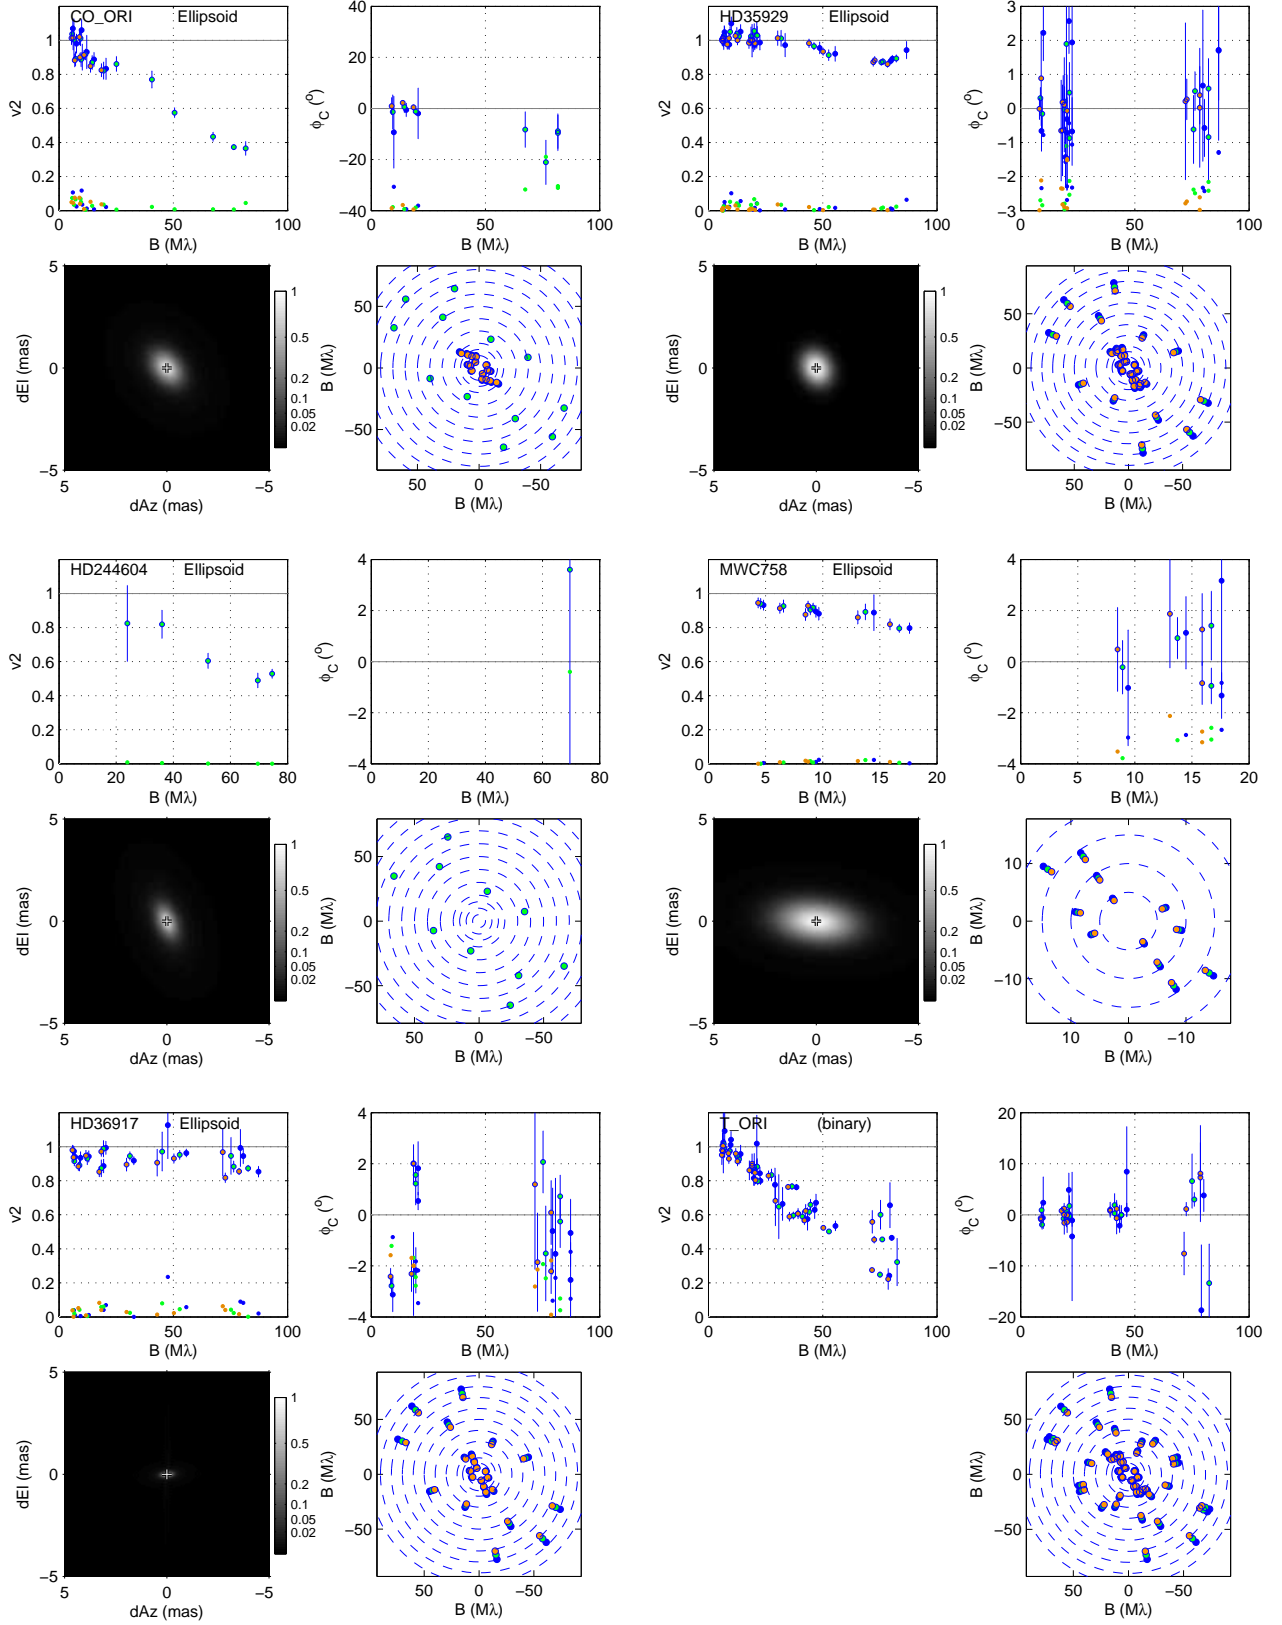 CO_ORI Ellipsoid
v2
1
0.8
0.6
0.4
0.2
0
0 50 100
B (Mλ)
ϕC (°)
40
20
0
−20
−40
0 50 100
B (Mλ)
HD35929 Ellipsoid
v2
1
0.8
0.6
0.4
0.2
0
0 50 100
B (Mλ)
ϕC (°)
3
2
1
0
−1
−2
−3
0 50 100
B (Mλ)
dEl (mas)
5
0
−5
5 0 −5
dAz (mas)
1
0.5
0.2
0.1
0.05
0.02
B (Mλ)
50
0
−50
50 0 −50
B (Mλ)
dEl (mas)
5
0
−5
5 0 −5
dAz (mas)
1
0.5
0.2
0.1
0.05
0.02
B (Mλ)
50
0
−50
50 0 −50
B (Mλ)
HD244604 Ellipsoid
v2
1
0.8
0.6
0.4
0.2
0
0 20 40 60 80
B (Mλ)
ϕC (°)
4
2
0
−2
−4
0 20 40 60 80
B (Mλ)
MWC758 Ellipsoid
v2
1
0.8
0.6
0.4
0.2
0
0 5 10 15 20
B (Mλ)
ϕC (°)
4
2
0
−2
−4
0 5 10 15 20
B (Mλ)
dEl (mas)
5
0
−5
5 0 −5
dAz (mas)
1
0.5
0.2
0.1
0.05
0.02
B (Mλ)
50
0
−50
50 0 −50
B (Mλ)
dEl (mas)
5
0
−5
5 0 −5
dAz (mas)
1
0.5
0.2
0.1
0.05
0.02
B (Mλ)
10
0
−10
10 0 −10
B (Mλ)
HD36917 Ellipsoid
v2
1
0.8
0.6
0.4
0.2
0
0 50 100
B (Mλ)
ϕC (°)
4
2
0
−2
−4
0 50 100
B (Mλ)
T_ORI (binary)
v2
1
0.8
0.6
0.4
0.2
0
0 50 100
B (Mλ)
ϕC (°)
20
10
0
−10
−20
0 50 100
B (Mλ)
dEl (mas)
5
0
−5
5 0 −5
dAz (mas)
1
0.5
0.2
0.1
0.05
0.02
B (Mλ)
50
0
−50
50 0 −50
B (Mλ)
B (Mλ)
50
0
−50
50 0 −50
B (Mλ)